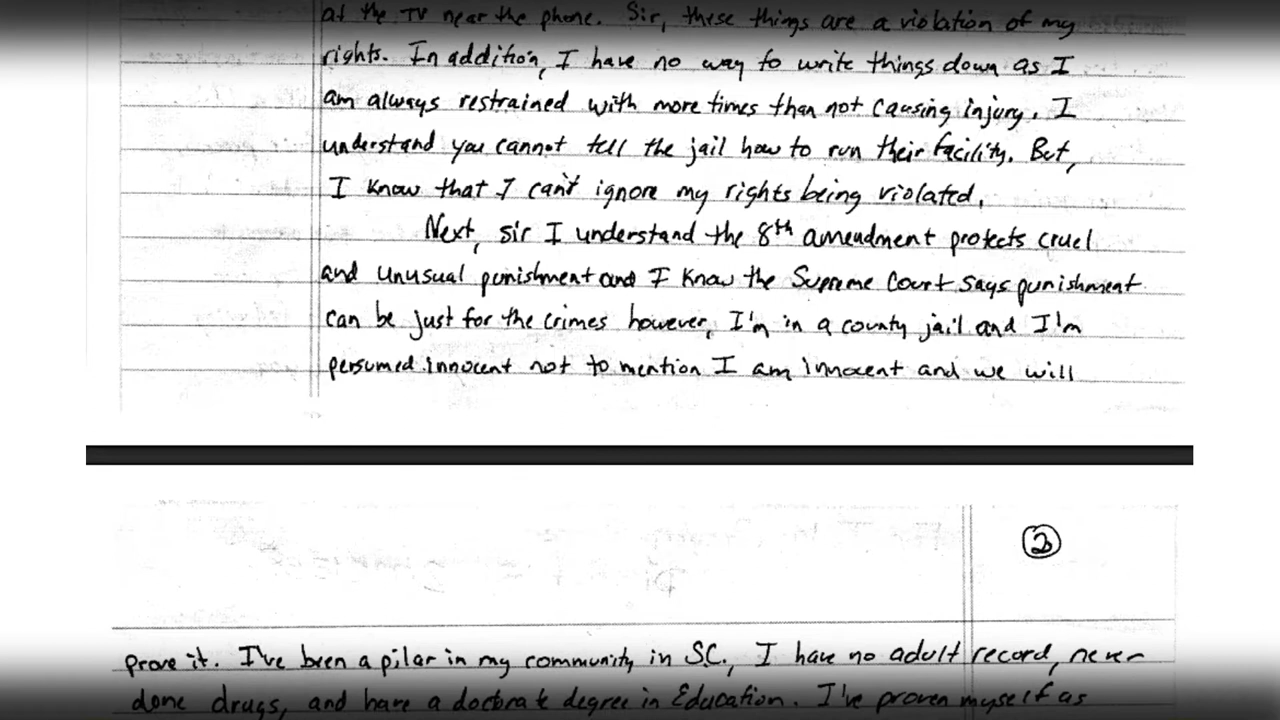 at the TV near the phone. Sir, these things are a violation of my
rights. In addition, I have no way to write things down as I
am always restrained with more times than not causing injury. I
understand you cannot tell the jail how to run their facility. But,
I know that I can't ignore my rights being violated.
Next, sir I understand the 8th amendment protects cruel
and unusual punishment and I know the Supreme Court says punishment
can be just for the crimes however, I'm in a county jail and I'm
persumed innocent not to mention I am innocent and we will
2
prove it. I've been a pilar in my community in S.C., I have no adult record, never
done drugs, and have a doctorate degree in Education. I've proven myself as